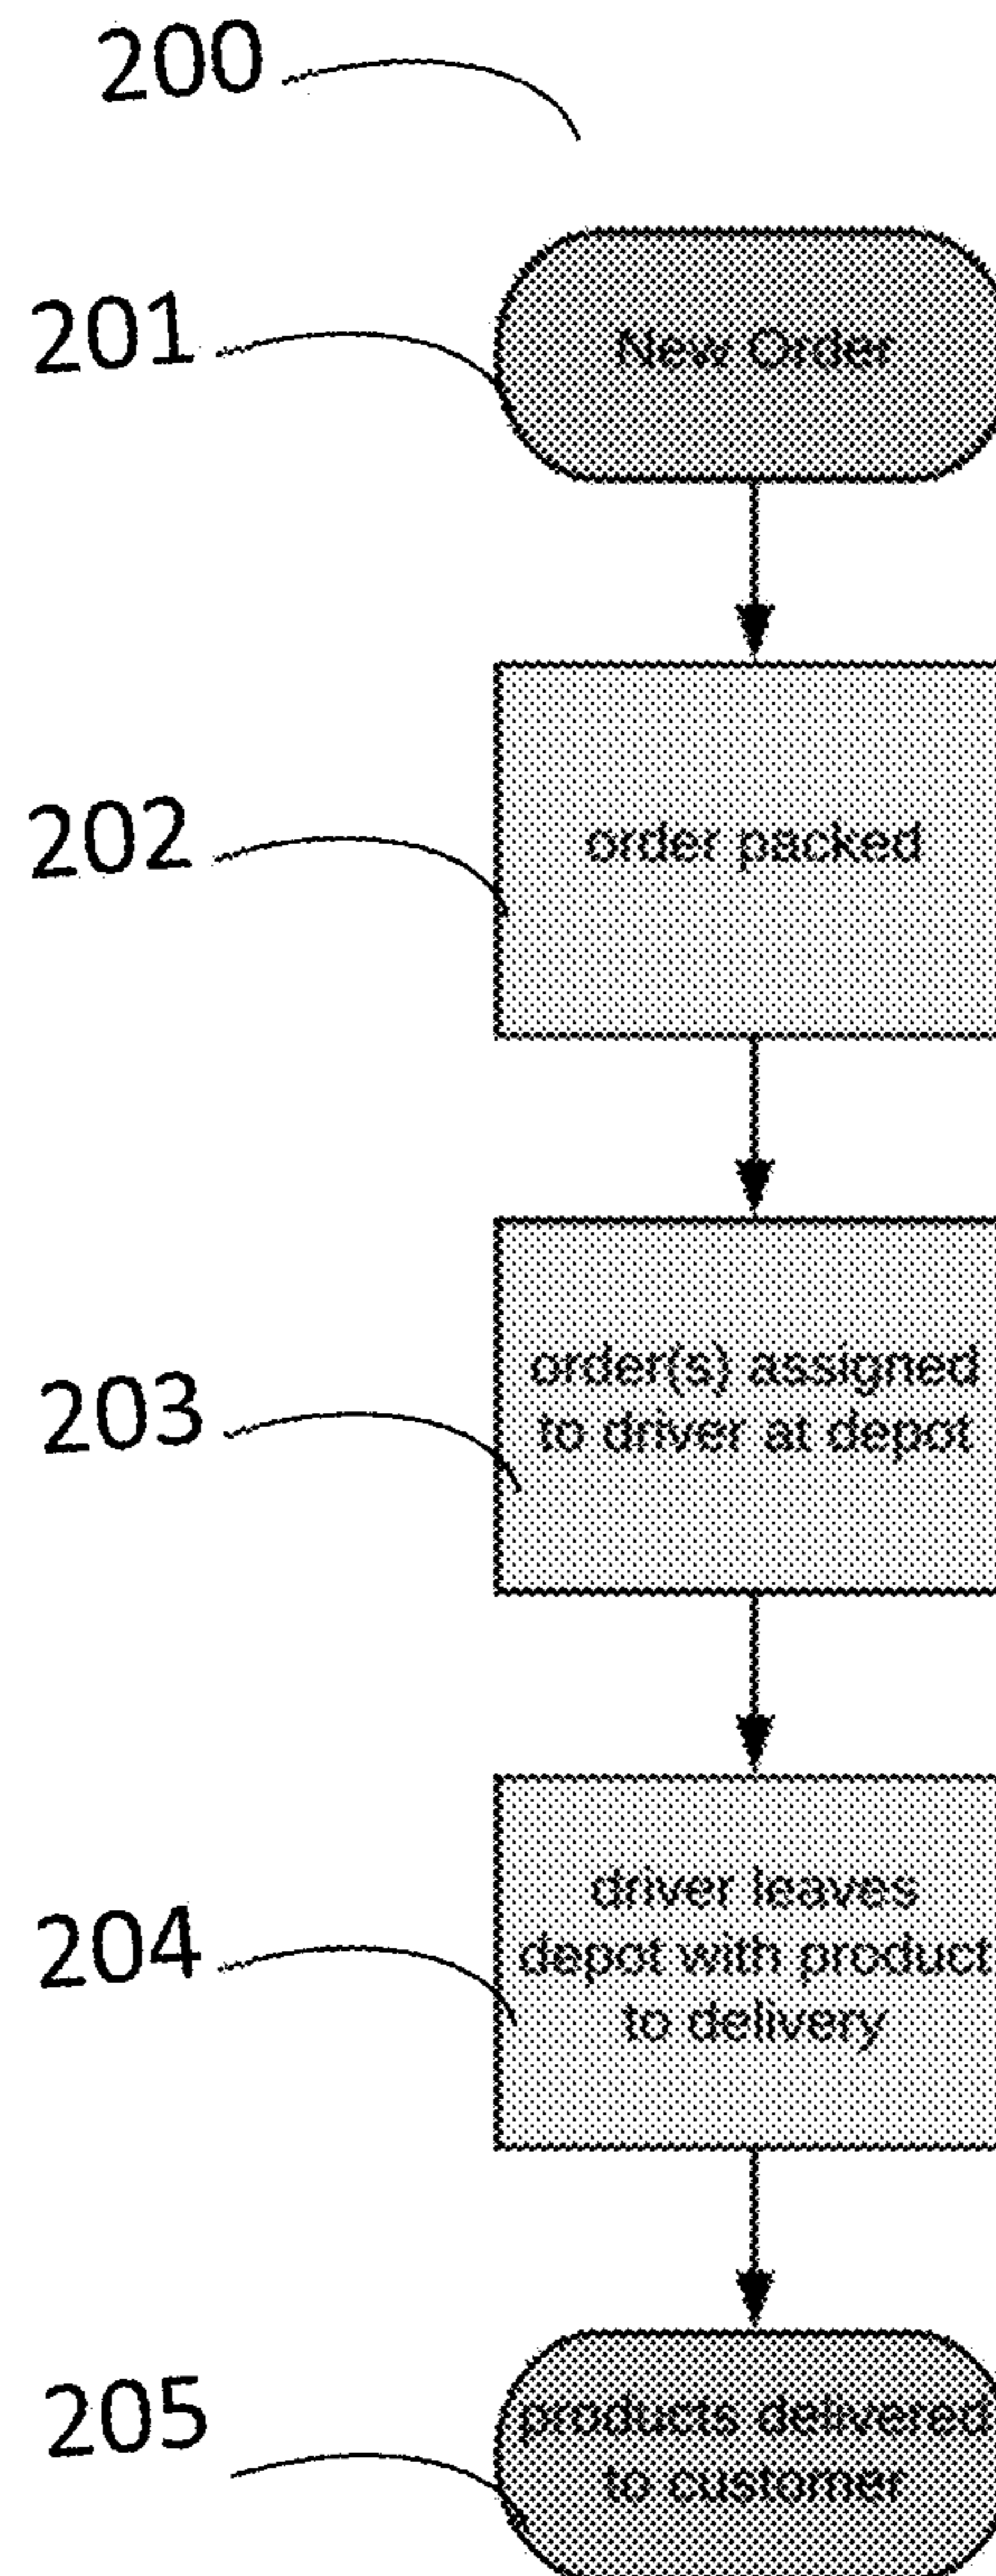 200
201
New Order
202
order packed
203
order(s) assigned
to driver at depot
204
driver leaves
depot with product
to delivery
205
products delivered
to customer